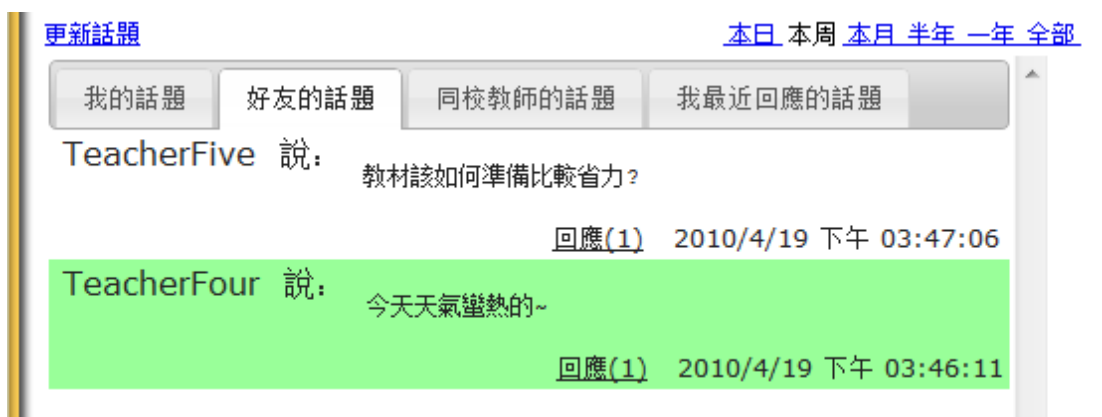 更新話題 本日 本周 本月 半年 一年 全部
我的話題 好友的話題 同校教師的話題 我最近回應的話題
TeacherFive 說：
教材該如何準備比較省力？
回應(1) 2010/4/19 下午 03:47:06
TeacherFour 說：
今天天氣蠻熱的~
回應(1) 2010/4/19 下午 03:46:11